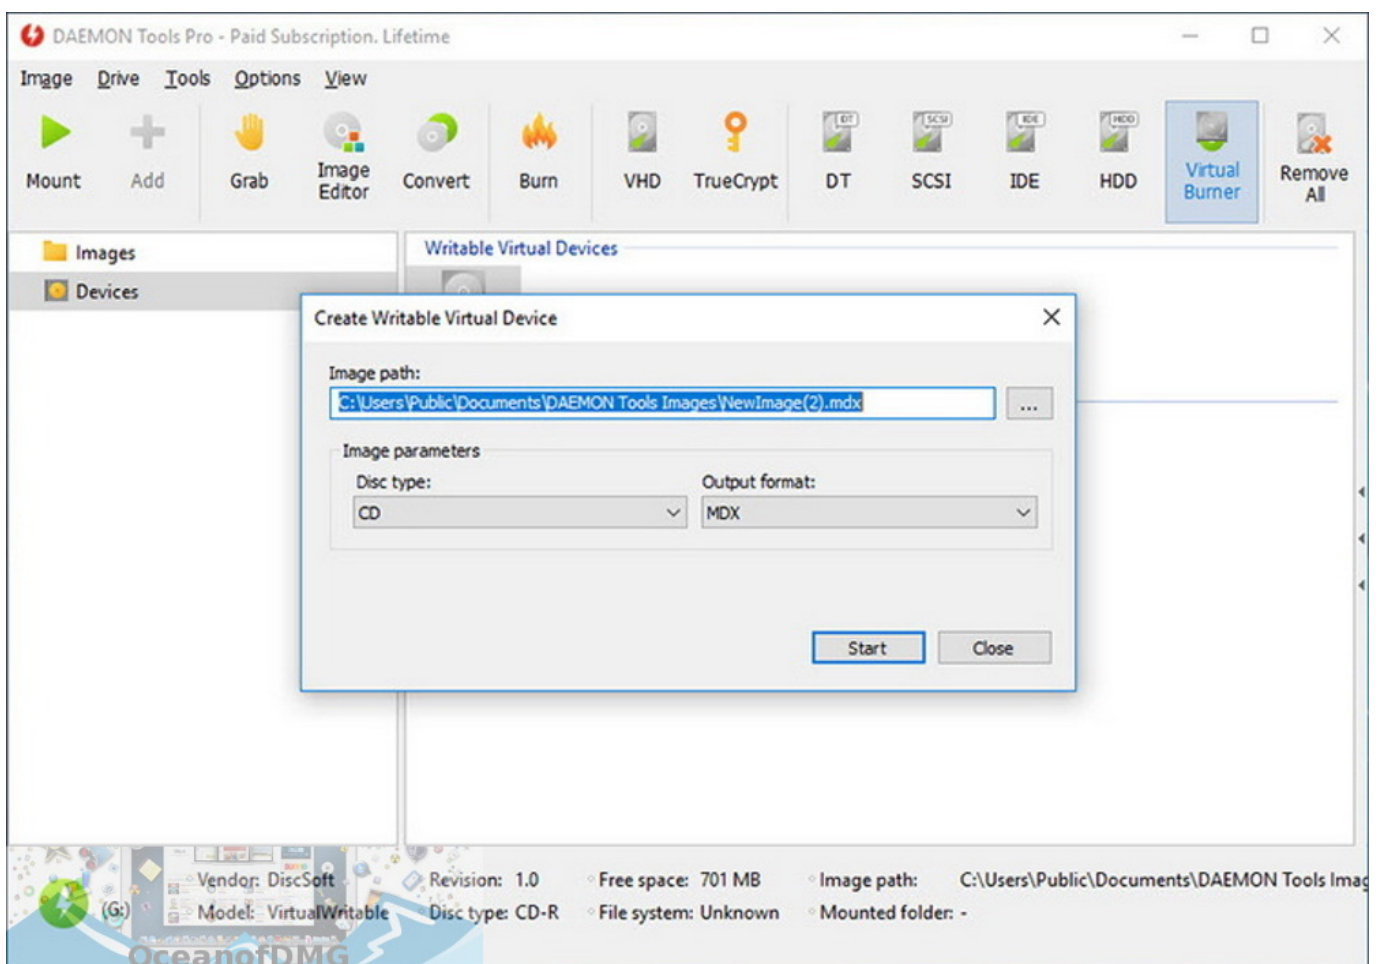 DAEMON Tools Pro - Paid Subscription. Lifetime
Image Drive Tools Options View
Mount Add Grab Image Editor Convert Burn VHD TrueCrypt DT SCSI IDE HDD Virtual Burner Remove All
DT SCSI IDE HDD
Images
Devices
Writable Virtual Devices
Create Writable Virtual Device
Image path:
C:\Users\Public\Documents\DAEMON Tools Images\NewImage(2).mdx
...
Image parameters
Disc type: Output format:
CD MDX
Start Close
Vendor: DiscSoft Revision: 1.0 Free space: 701 MB Image path: C:\Users\Public\Documents\DAEMON Tools Imag
(G:) Model: VirtualWritable Disc type: CD-R File system: Unknown Mounted folder: -
OceanofDMG